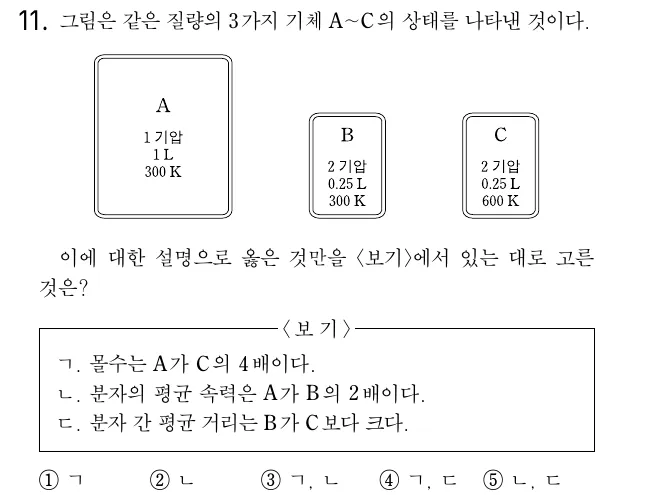 11. 그림은 같은 질량의 3가지 기체 A~C의 상태를 나타낸 것이다.
A
1 기압
1 L
300 K
B
2 기압
0.25 L
300 K
C
2 기압
0.25 L
600 K
이에 대한 설명으로 옳은 것만을 〈보기〉에서 있는 대로 고른
것은?
〈보 기〉
ㄱ. 몰수는 A가 C의 4배이다.
ㄴ. 분자의 평균 속력은 A가 B의 2배이다.
ㄷ. 분자 간 평균 거리는 B가 C보다 크다.
① ㄱ ② ㄴ ③ ㄱ, ㄴ ④ ㄱ, ㄷ ⑤ ㄴ, ㄷ